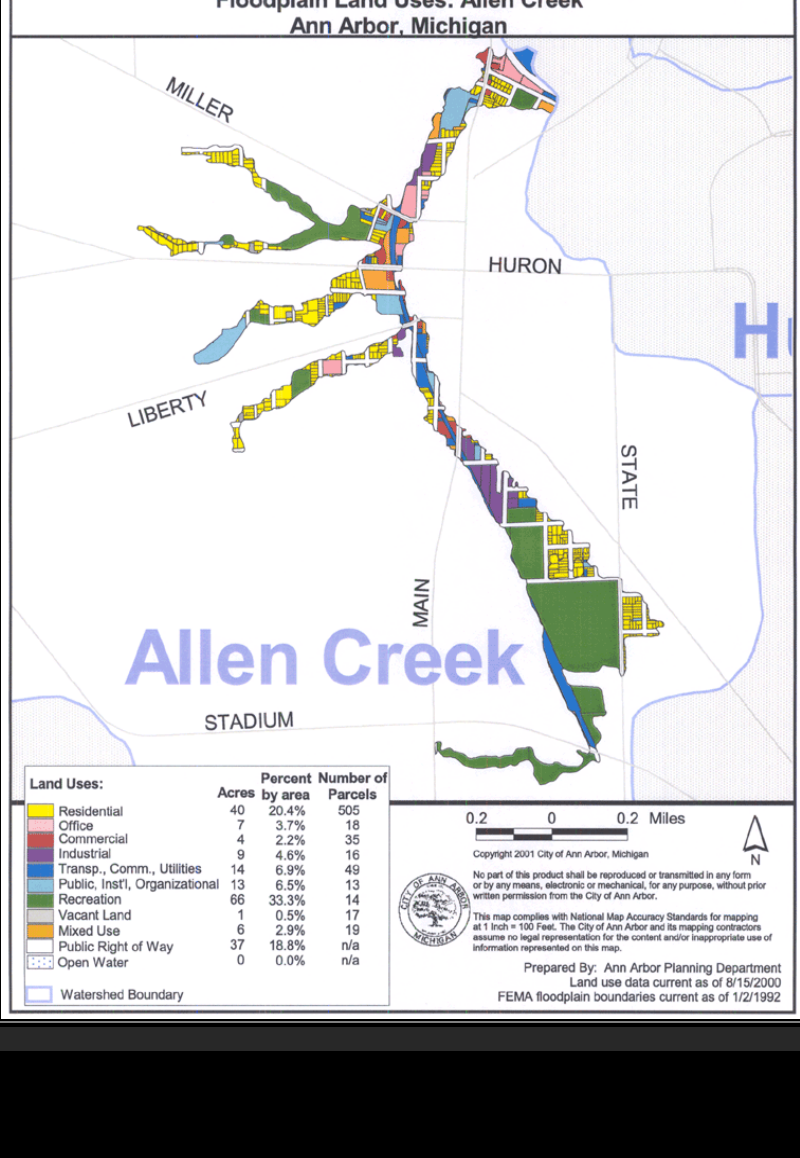 Floodplain Land Uses: Allen Creek
Ann Arbor, Michigan
MILLER
HURON
Hu
LIBERTY
STATE
MAIN
Allen Creek
STADIUM
Land Uses: Acres Percent by area Number of Parcels
Residential 40 20.4% 505
Office 7 3.7% 18
Commercial 4 2.2% 35
Industrial 9 4.6% 16
Transp., Comm., Utilities 14 6.9% 49
Public, Inst'l, Organizational 13 6.5% 13
Recreation 66 33.3% 14
Vacant Land 1 0.5% 17
Mixed Use 6 2.9% 19
Public Right of Way 37 18.8% n/a
Open Water 0 0.0% n/a
Watershed Boundary
0.2 0 0.2 Miles
Copyright 2001 City of Ann Arbor, Michigan
N
CITY OF ANN ARBOR
MICHIGAN
No part of this product shall be reproduced or transmitted in any form
or by any means, electronic or mechanical, for any purpose, without prior
written permission from the City of Ann Arbor.
This map complies with National Map Accuracy Standards for mapping
at 1 Inch = 100 Feet. The City of Ann Arbor and its mapping contractors
assume no legal representation for the content and/or inappropriate use of
information represented on this map.
Prepared By: Ann Arbor Planning Department
Land use data current as of 8/15/2000
FEMA floodplain boundaries current as of 1/2/1992